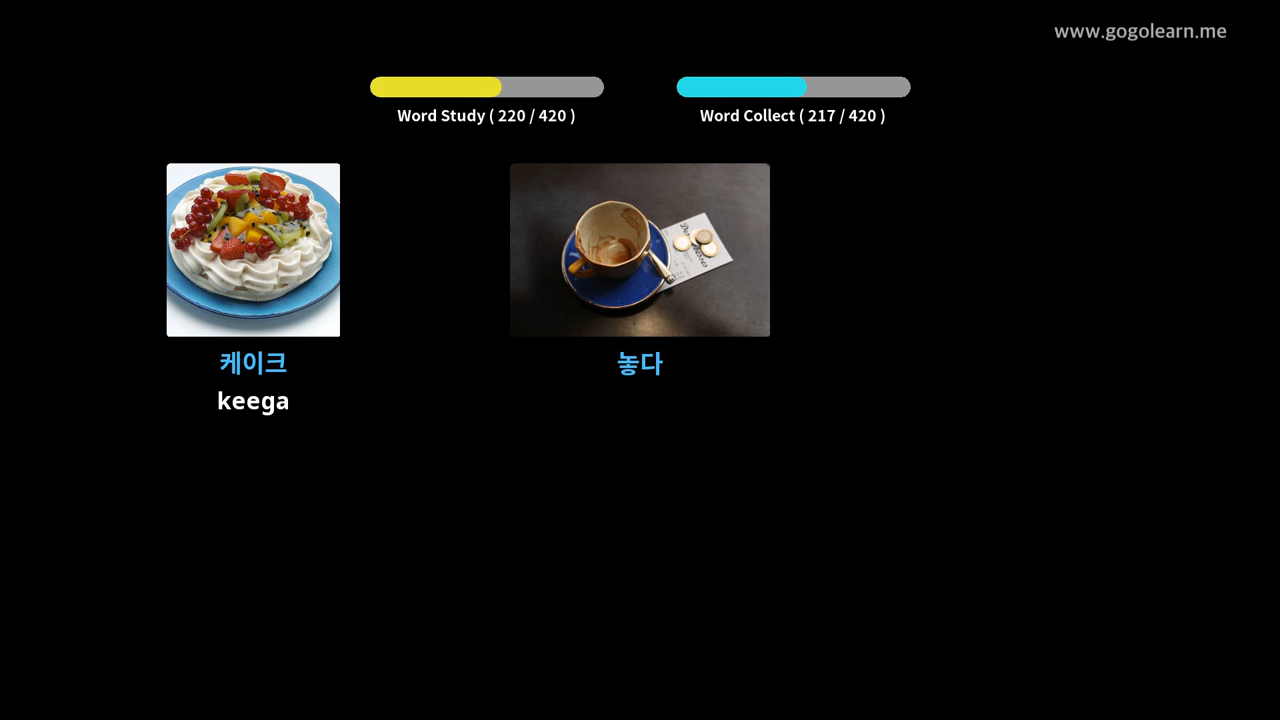 www.gogolearn.me
Word Study ( 220 / 420 )
Word Collect ( 217 / 420 )
케이크
놓다
keega